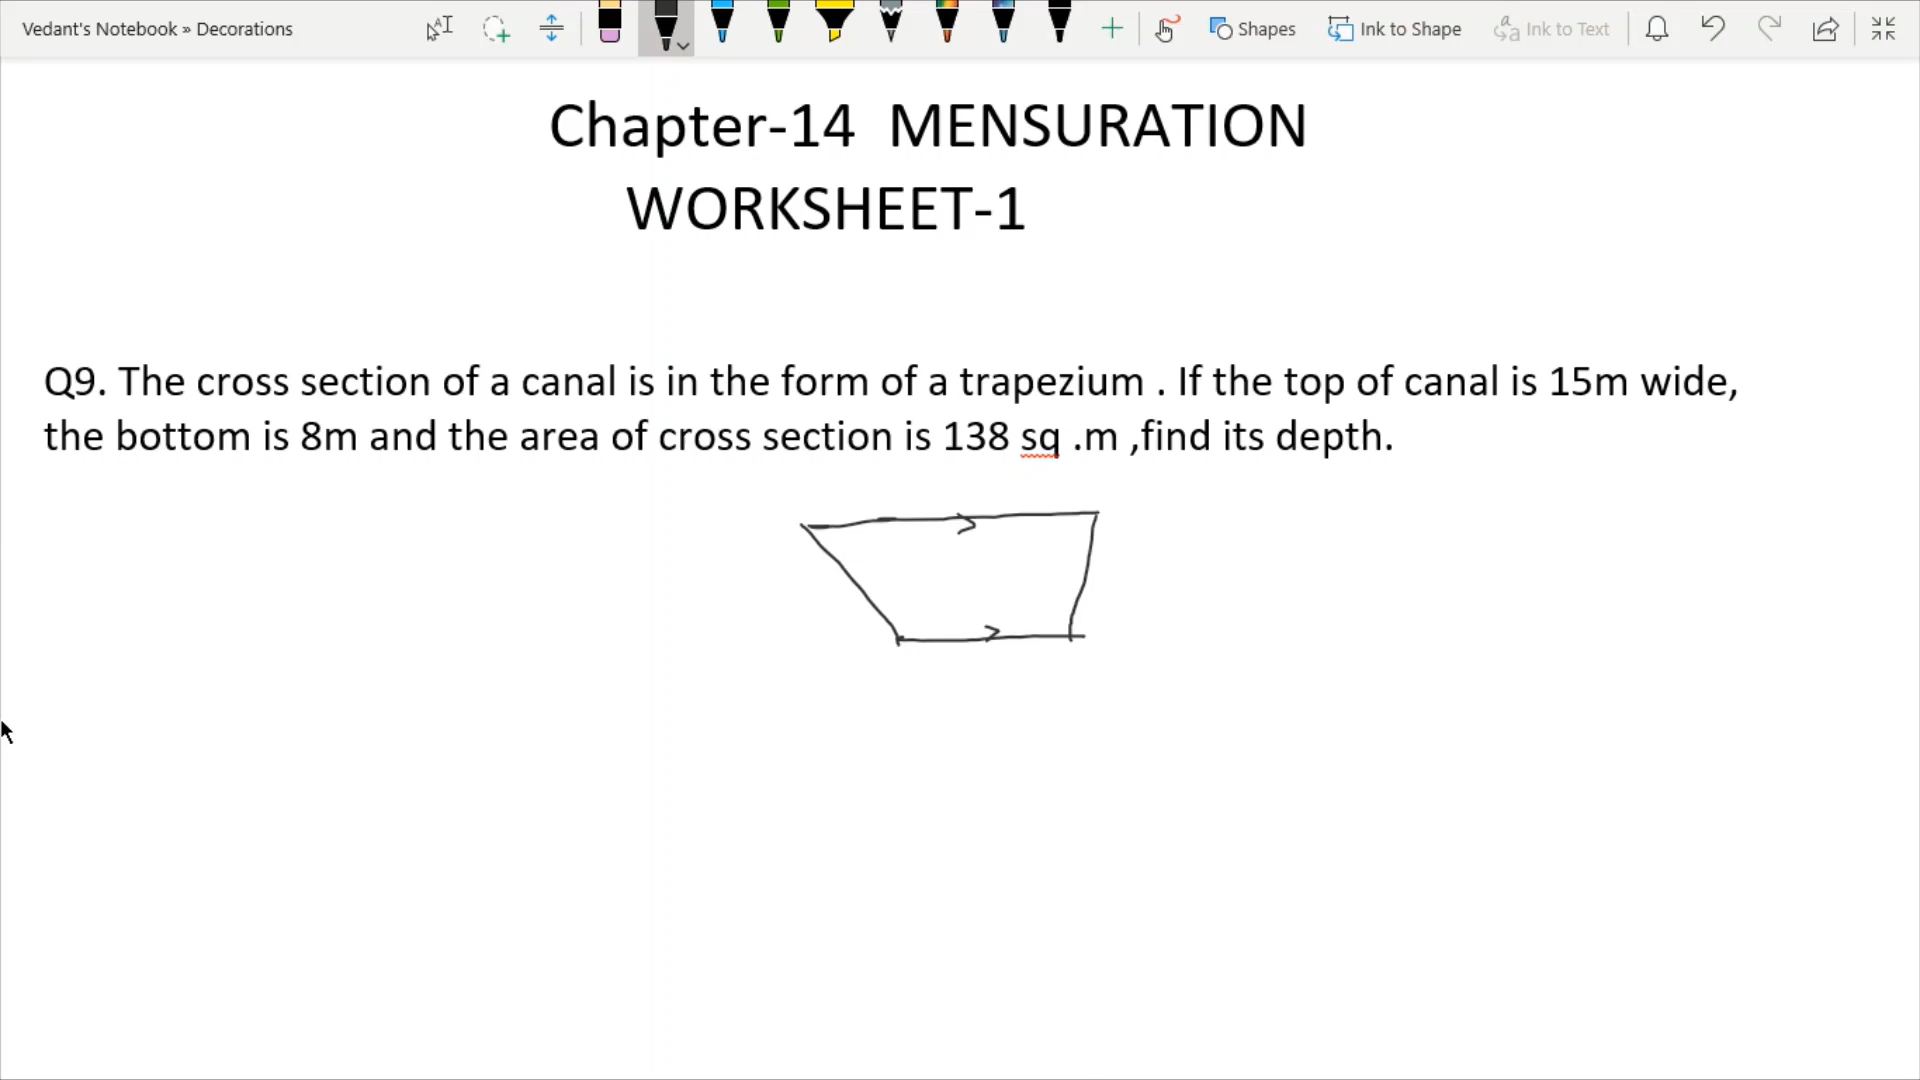 Vedant's Notebook » Decorations
Shapes
Ink to Shape
Ink to Text
Chapter-14 MENSURATION
WORKSHEET-1
Q9. The cross section of a canal is in the form of a trapezium . If the top of canal is 15m wide,
the bottom is 8m and the area of cross section is 138 sq .m ,find its depth.